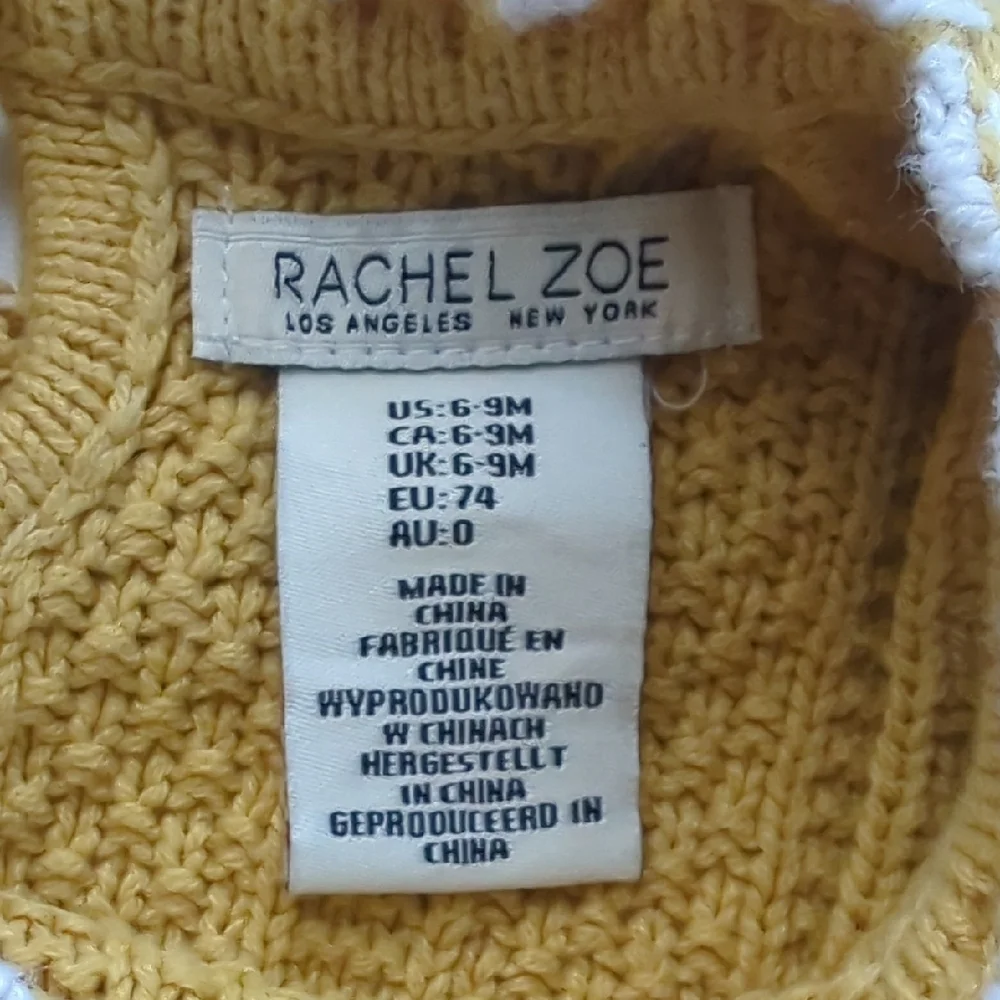 RACHEL ZOE
LOS ANGELES NEW YORK
US:6-9M
CA:6-9M
UK:6-9M
EU:74
AU:0
MADE IN
CHINA
FABRIQUÉ EN
CHINE
WYPRODUKOWANO
W CHINACH
HERGESTELLT
IN CHINA
GEPRODUCEERD IN
CHINA